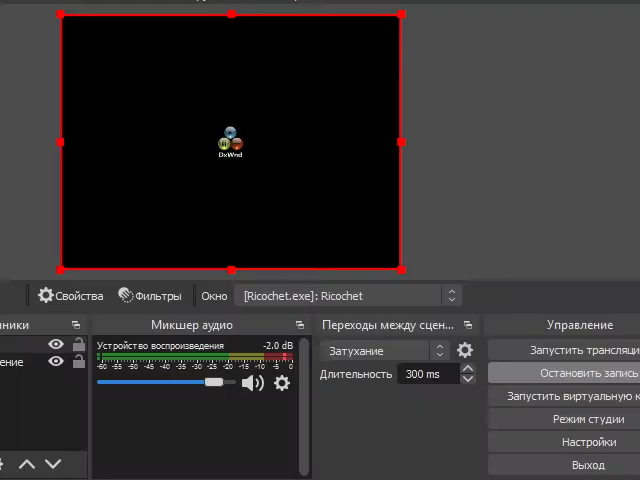 DxWnd
Свойства
Фильтры
Окно
[Ricochet.exe]: Ricochet
Микшер аудио
Переходы между сцен...
Управление
Устройство воспроизведения
-2.0 dB
-60 -55 -50 -45 -40 -35 -30 -25 -20 -15 -10 -5 0
Затухание
Длительность
300 ms
Запустить трансляци
Остановить запись
Запустить виртуальную к
Режим студии
Настройки
Выход
ники
ение